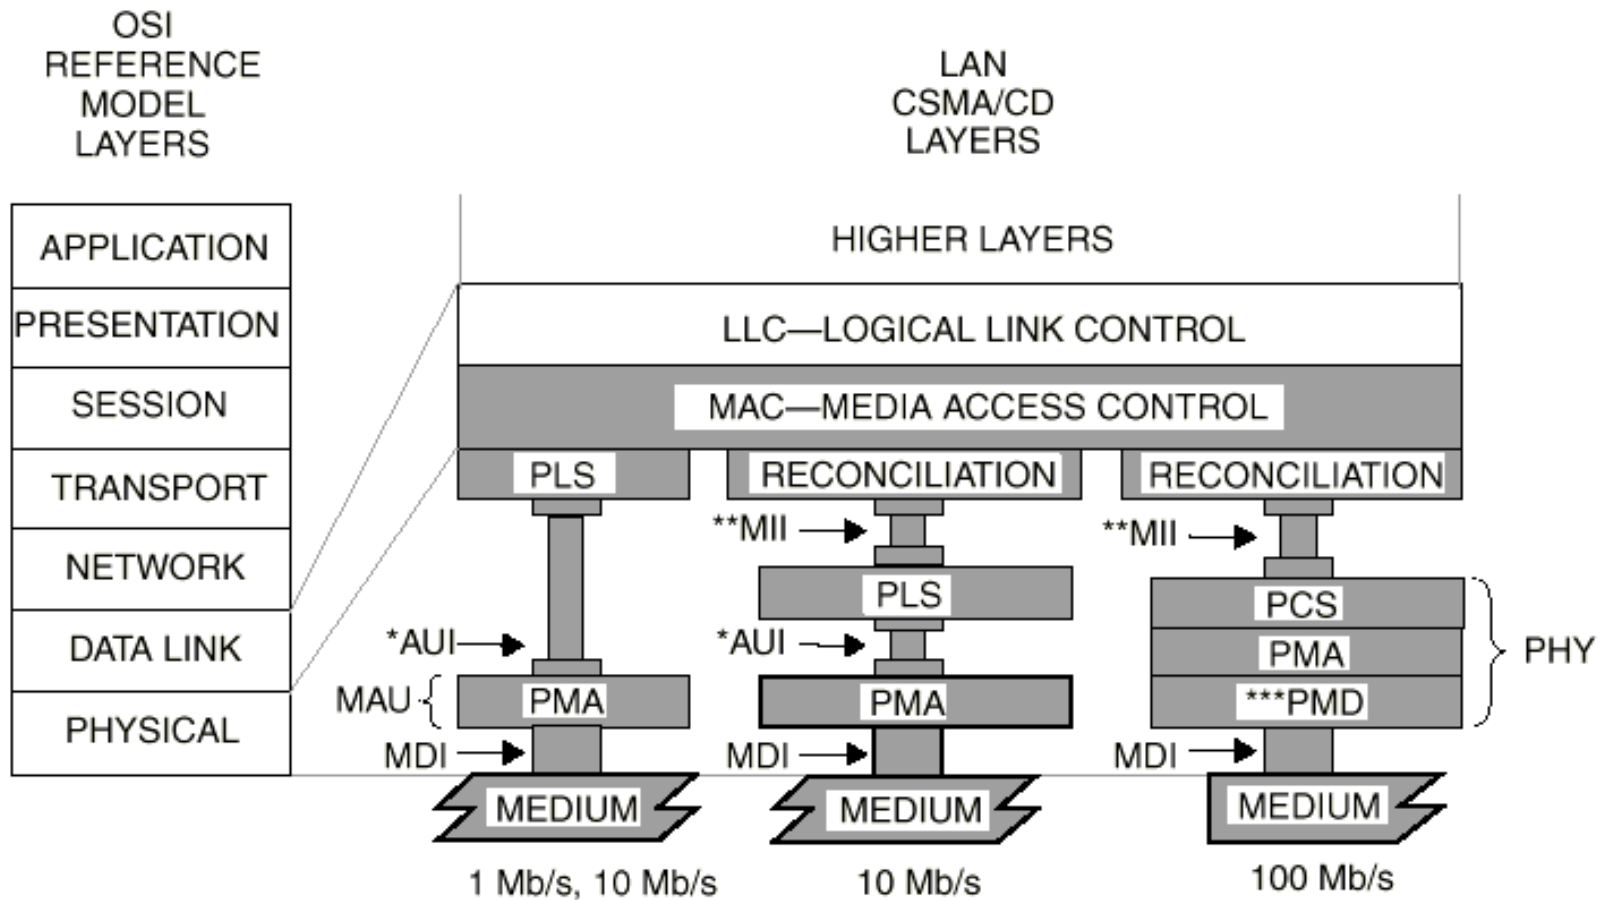 OSI
REFERENCE
MODEL
LAYERS
LAN
CSMA/CD
LAYERS
APPLICATION
PRESENTATION
SESSION
TRANSPORT
NETWORK
DATA LINK
PHYSICAL
HIGHER LAYERS
LLC—LOGICAL LINK CONTROL
MAC—MEDIA ACCESS CONTROL
PLS
*AUI
MAU
PMA
MDI
MEDIUM
1 Mb/s, 10 Mb/s
RECONCILIATION
**MII
PLS
*AUI
PMA
MDI
MEDIUM
10 Mb/s
RECONCILIATION
**MII
PCS
PMA
***PMD
PHY
MDI
MEDIUM
100 Mb/s